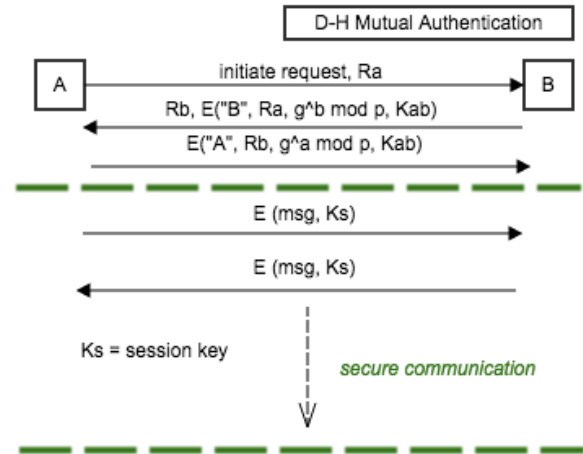 D-H Mutual Authentication
A
initiate request, Ra
B
Rb, E("B", Ra, g^b mod p, Kab)
E("A", Rb, g^a mod p, Kab)
E (msg, Ks)
E (msg, Ks)
Ks = session key
secure communication